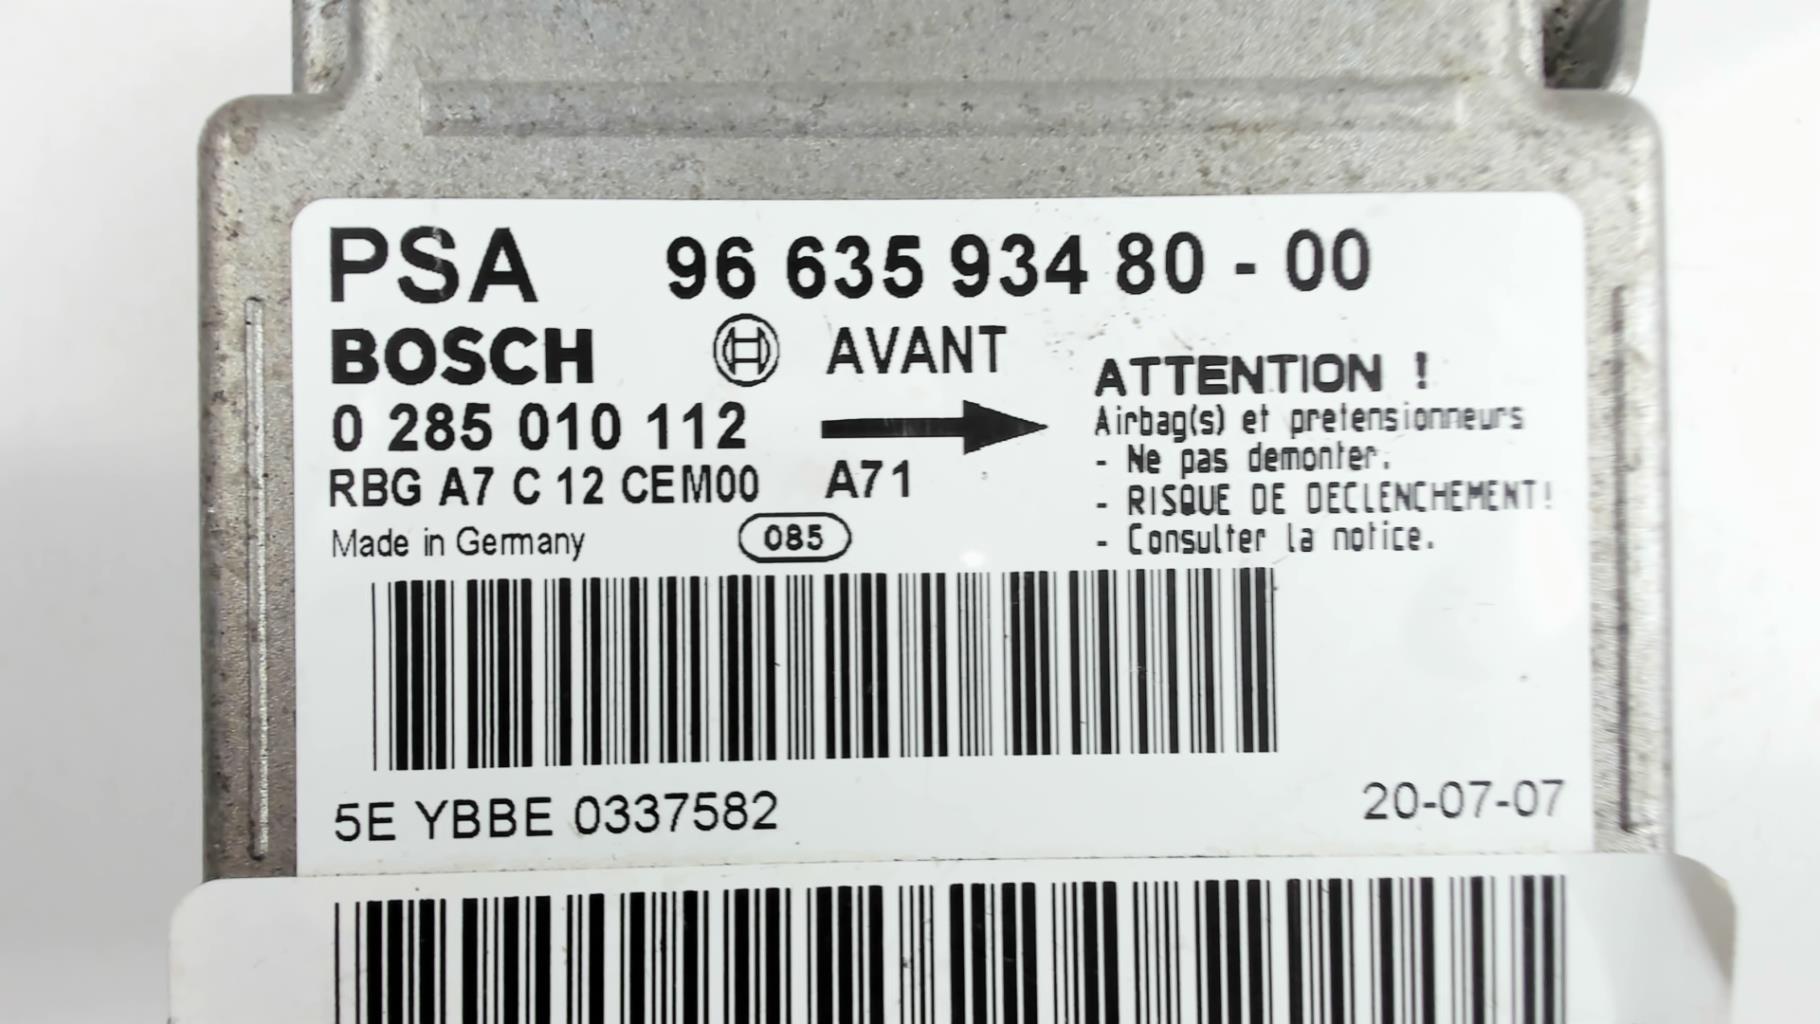 PSA 96 635 934 80 - 00
BOSCH AVANT
ATTENTION !
0 285 010 112
Airbag(s) et pretensionneurs
- Ne pas demonter.
RBG A7 C 12 CEM00 A71
- RISQUE DE DECLENCHEMENT!
Made in Germany 085
- Consulter la notice.
5E YBBE 0337582 20-07-07